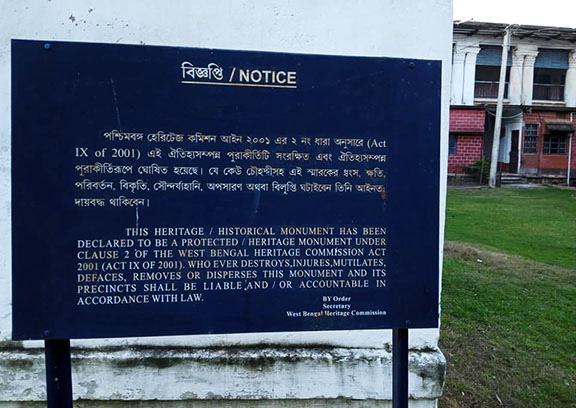 বিজ্ঞপ্তি / NOTICE
পশ্চিমবঙ্গ হেরিটেজ কমিশন আইন ২০০১ এর ২ নং ধারা অনুসারে (Act
IX of 2001) এই ঐতিহ্যসম্পন্ন পুরাকীর্তিটি সংরক্ষিত এবং ঐতিহ্যসম্পন্ন
পুরাকীর্তিরূপে ঘোষিত হয়েছে। যে কেউ চৌহদ্দীসহ এই স্মারকের ধ্বংস, ক্ষতি,
পরিবর্তন, বিকৃতি, সৌন্দর্যহানি, অপসারণ অথবা বিলুপ্তি ঘটাইবেন তিনি আইনত
দায়বদ্ধ থাকিবেন।
THIS HERITAGE / HISTORICAL MONUMENT HAS BEEN
DECLARED TO BE A PROTECTED / HERITAGE MONUMENT UNDER
CLAUSE 2 OF THE WEST BENGAL HERITAGE COMMISSION ACT
2001 (ACT IX OF 2001). WHO EVER DESTROYS,INJURES,MUTILATES,
DEFACES, REMOVES OR DISPERSES THIS MONUMENT AND ITS
PRECINCTS SHALL BE LIABLE AND / OR ACCOUNTABLE IN
ACCORDANCE WITH LAW.
BY Order
Secretary
West Bengal Heritage Commission